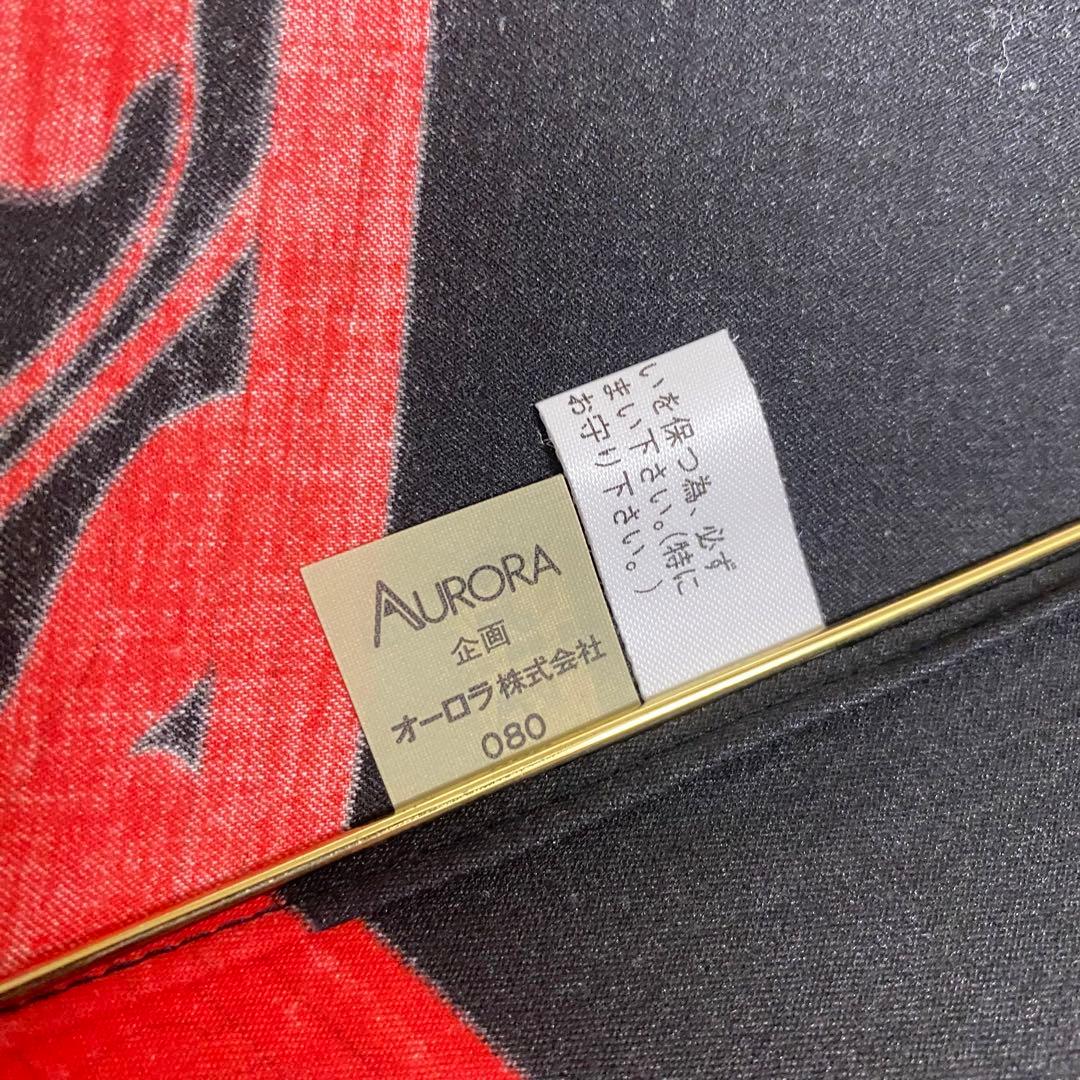 AURORA
企画
オーロラ株式会社
080
いを保つ為、必ず
まい下さい。(特に
お守り下さい。)